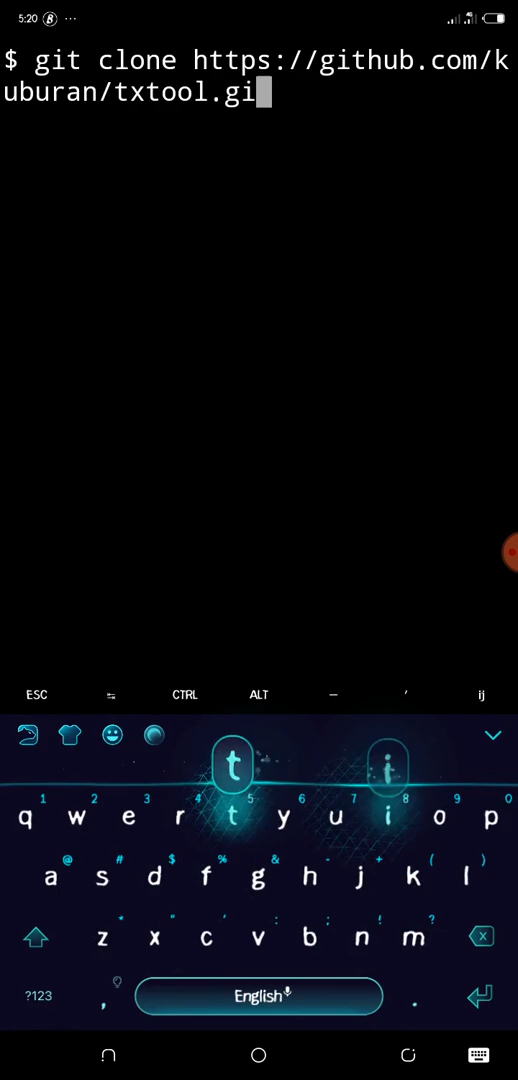 5:20
$ git clone https://github.com/k
uburan/txtool.gi
ESC CTRL ALT — ′ ij
t i
1 2 3 4 5 6 7 8 9 0
q w e r t y u i o p
@ # $ % & - + ( )
a s d f g h j k l
* " ' : ; ! ?
z x c v b n m
?123 , English .